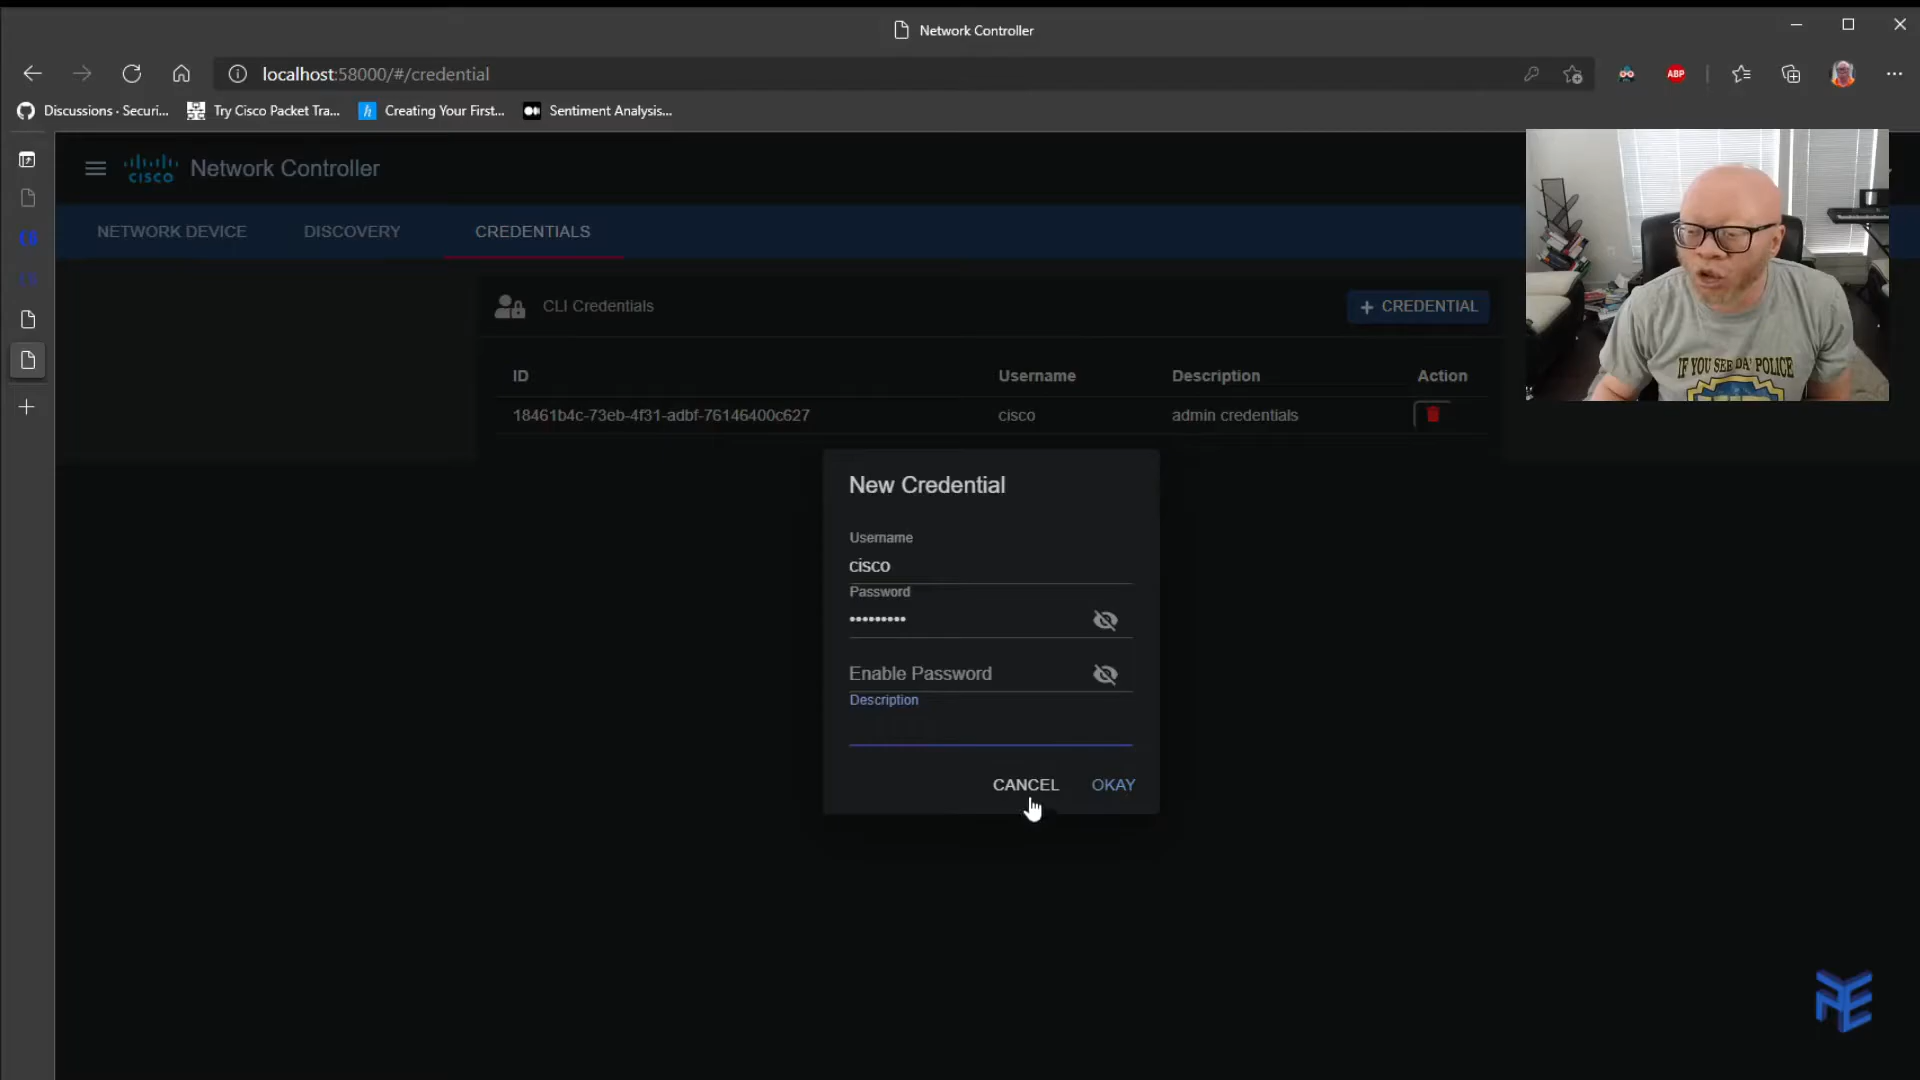 Network Controller
localhost:58000/#/credential
ABP
Discussions · Securi...
Try Cisco Packet Tra...
h
Creating Your First...
Sentiment Analysis...
cisco
Network Controller
NETWORK DEVICE
DISCOVERY
CREDENTIALS
CLI Credentials
+ CREDENTIAL
ID Username Description Action
18461b4c-73eb-4f31-adbf-76146400c627 cisco admin credentials
IF YOU SEE DA' POLICE
New Credential
Username
cisco
Password
•••••••••
Enable Password
Description
CANCEL
OKAY